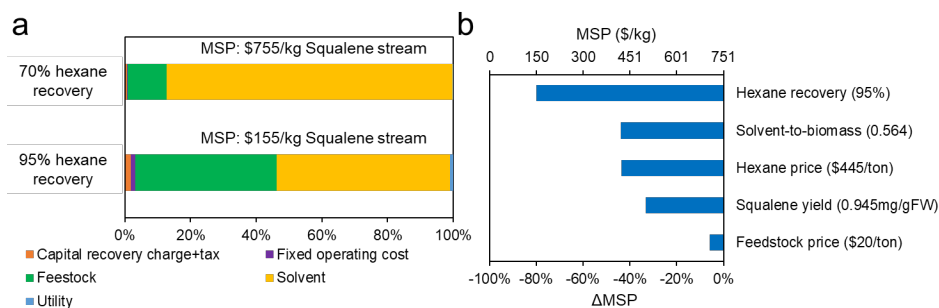 a
MSP: $755/kg Squalene stream
70% hexane
recovery
MSP: $155/kg Squalene stream
95% hexane
recovery
0% 20% 40% 60% 80% 100%
Capital recovery charge+tax
Fixed operating cost
Feestock
Solvent
Utility
b
MSP ($/kg)
0 150 300 451 601 751
Hexane recovery (95%)
Solvent-to-biomass (0.564)
Hexane price ($445/ton)
Squalene yield (0.945mg/gFW)
Feedstock price ($20/ton)
-100% -80% -60% -40% -20% 0%
ΔMSP